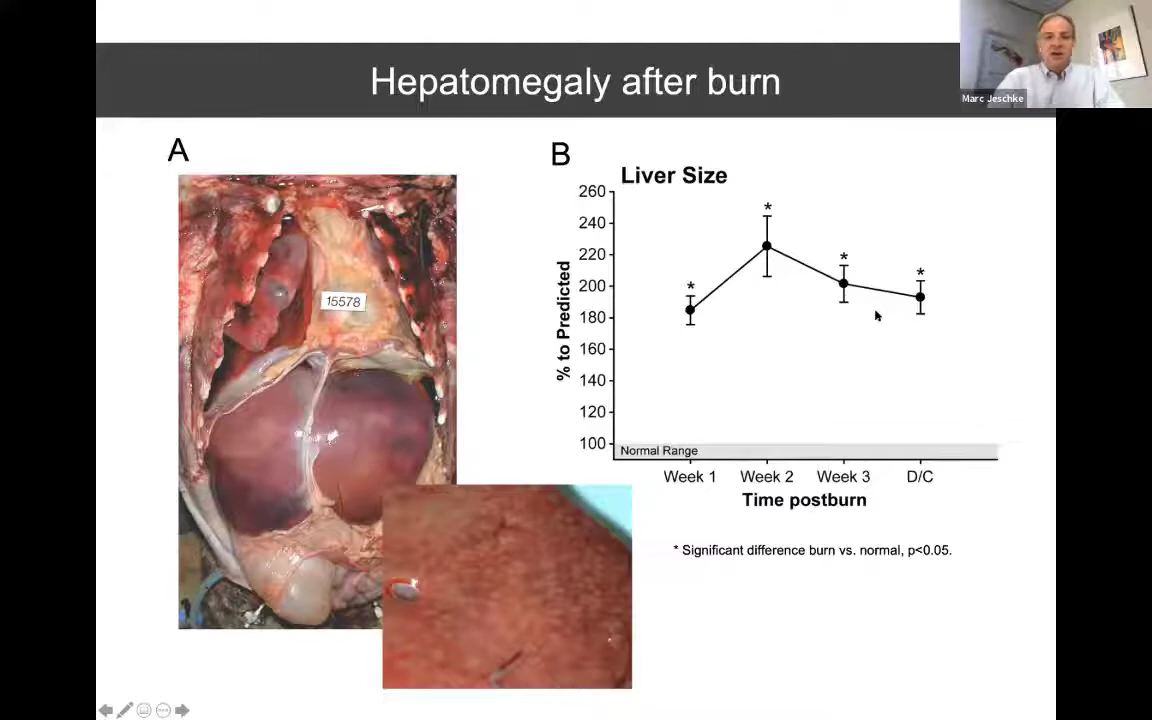 Hepatomegaly after burn
Marc Jeschke
A
15578
B
Liver Size
260
240
220
200
180
160
140
120
100
% to Predicted
*
*
*
*
Normal Range
Week 1 Week 2 Week 3 D/C
Time postburn
* Significant difference burn vs. normal, p<0.05.